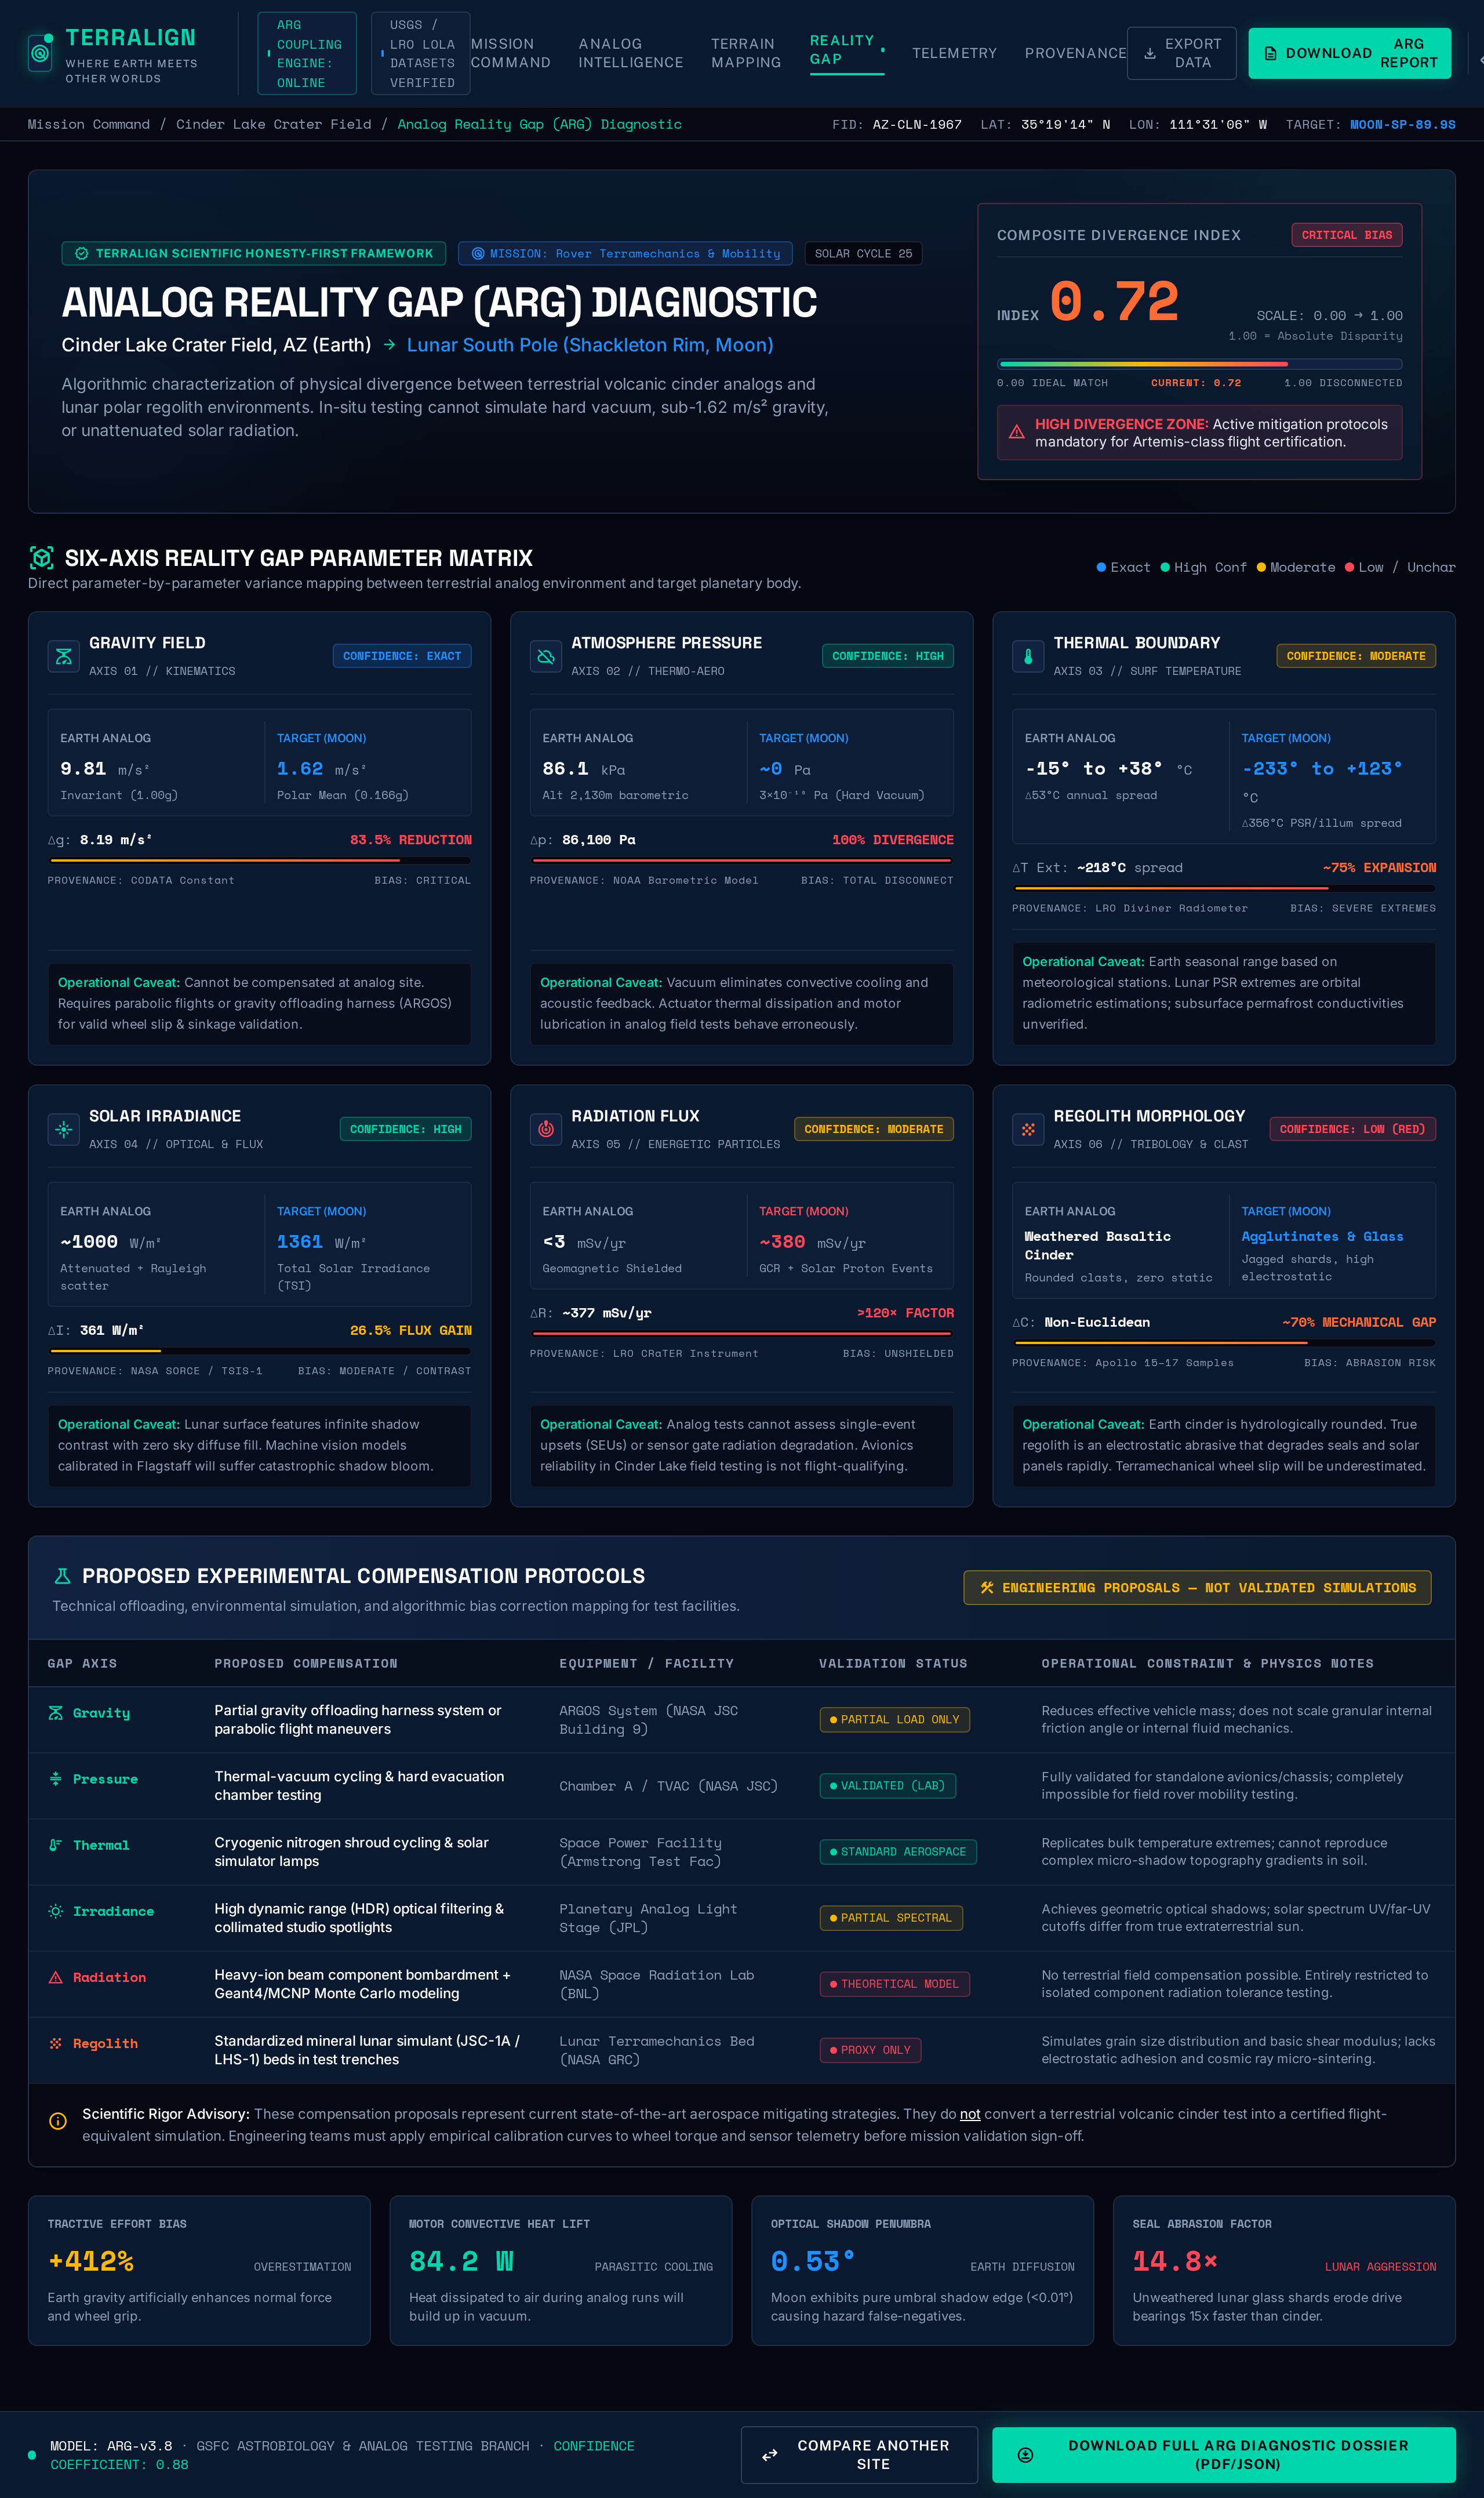 TERRALIGN
WHERE EARTH MEETS
OTHER WORLDS
ARG
COUPLING
ENGINE:
ONLINE
USGS /
LRO LOLA
DATASETS
VERIFIED
MISSION
COMMAND
ANALOG
INTELLIGENCE
TERRAIN
MAPPING
REALITY
GAP
TELEMETRY
PROVENANCE
EXPORT
DATA
DOWNLOAD ARG
REPORT
Mission Command / Cinder Lake Crater Field / Analog Reality Gap (ARG) Diagnostic
FID: AZ-CLN-1967 LAT: 35°19'14" N LON: 111°31'06" W TARGET: MOON-SP-89.9S
TERRALIGN SCIENTIFIC HONESTY-FIRST FRAMEWORK
MISSION: Rover Terramechanics & Mobility
SOLAR CYCLE 25
ANALOG REALITY GAP (ARG) DIAGNOSTIC
Cinder Lake Crater Field, AZ (Earth) → Lunar South Pole (Shackleton Rim, Moon)
Algorithmic characterization of physical divergence between terrestrial volcanic cinder analogs and
lunar polar regolith environments. In-situ testing cannot simulate hard vacuum, sub-1.62 m/s² gravity,
or unattenuated solar radiation.
COMPOSITE DIVERGENCE INDEX
CRITICAL BIAS
INDEX 0.72
SCALE: 0.00 → 1.00
1.00 = Absolute Disparity
0.00 IDEAL MATCH CURRENT: 0.72 1.00 DISCONNECTED
HIGH DIVERGENCE ZONE: Active mitigation protocols
mandatory for Artemis-class flight certification.
SIX-AXIS REALITY GAP PARAMETER MATRIX
Direct parameter-by-parameter variance mapping between terrestrial analog environment and target planetary body.
Exact High Conf Moderate Low / Unchar
GRAVITY FIELD
AXIS 01 // KINEMATICS
CONFIDENCE: EXACT
EARTH ANALOG
9.81 m/s²
Invariant (1.00g)
TARGET (MOON)
1.62 m/s²
Polar Mean (0.166g)
Δg: 8.19 m/s² 83.5% REDUCTION
PROVENANCE: CODATA Constant BIAS: CRITICAL
Operational Caveat: Cannot be compensated at analog site.
Requires parabolic flights or gravity offloading harness (ARGOS)
for valid wheel slip & sinkage validation.
ATMOSPHERE PRESSURE
AXIS 02 // THERMO-AERO
CONFIDENCE: HIGH
EARTH ANALOG
86.1 kPa
Alt 2,130m barometric
TARGET (MOON)
~0 Pa
3×10⁻¹⁰ Pa (Hard Vacuum)
Δp: 86,100 Pa 100% DIVERGENCE
PROVENANCE: NOAA Barometric Model BIAS: TOTAL DISCONNECT
Operational Caveat: Vacuum eliminates convective cooling and
acoustic feedback. Actuator thermal dissipation and motor
lubrication in analog field tests behave erroneously.
THERMAL BOUNDARY
AXIS 03 // SURF TEMPERATURE
CONFIDENCE: MODERATE
EARTH ANALOG
-15° to +38° °C
Δ53°C annual spread
TARGET (MOON)
-233° to +123°
°C
Δ356°C PSR/illum spread
ΔT Ext: ~218°C spread ~75% EXPANSION
PROVENANCE: LRO Diviner Radiometer BIAS: SEVERE EXTREMES
Operational Caveat: Earth seasonal range based on
meteorological stations. Lunar PSR extremes are orbital
radiometric estimations; subsurface permafrost conductivities
unverified.
SOLAR IRRADIANCE
AXIS 04 // OPTICAL & FLUX
CONFIDENCE: HIGH
EARTH ANALOG
~1000 W/m²
Attenuated + Rayleigh
scatter
TARGET (MOON)
1361 W/m²
Total Solar Irradiance
(TSI)
ΔI: 361 W/m² 26.5% FLUX GAIN
PROVENANCE: NASA SORCE / TSIS-1 BIAS: MODERATE / CONTRAST
Operational Caveat: Lunar surface features infinite shadow
contrast with zero sky diffuse fill. Machine vision models
calibrated in Flagstaff will suffer catastrophic shadow bloom.
RADIATION FLUX
AXIS 05 // ENERGETIC PARTICLES
CONFIDENCE: MODERATE
EARTH ANALOG
<3 mSv/yr
Geomagnetic Shielded
TARGET (MOON)
~380 mSv/yr
GCR + Solar Proton Events
ΔR: ~377 mSv/yr >120× FACTOR
PROVENANCE: LRO CRaTER Instrument BIAS: UNSHIELDED
Operational Caveat: Analog tests cannot assess single-event
upsets (SEUs) or sensor gate radiation degradation. Avionics
reliability in Cinder Lake field testing is not flight-qualifying.
REGOLITH MORPHOLOGY
AXIS 06 // TRIBOLOGY & CLAST
CONFIDENCE: LOW (RED)
EARTH ANALOG
Weathered Basaltic
Cinder
Rounded clasts, zero static
TARGET (MOON)
Agglutinates & Glass
Jagged shards, high
electrostatic
ΔC: Non-Euclidean ~70% MECHANICAL GAP
PROVENANCE: Apollo 15–17 Samples BIAS: ABRASION RISK
Operational Caveat: Earth cinder is hydrologically rounded. True
regolith is an electrostatic abrasive that degrades seals and solar
panels rapidly. Terramechanical wheel slip will be underestimated.
PROPOSED EXPERIMENTAL COMPENSATION PROTOCOLS
Technical offloading, environmental simulation, and algorithmic bias correction mapping for test facilities.
ENGINEERING PROPOSALS — NOT VALIDATED SIMULATIONS
GAP AXIS PROPOSED COMPENSATION EQUIPMENT / FACILITY VALIDATION STATUS OPERATIONAL CONSTRAINT & PHYSICS NOTES
Gravity
Partial gravity offloading harness system or
parabolic flight maneuvers
ARGOS System (NASA JSC
Building 9)
PARTIAL LOAD ONLY
Reduces effective vehicle mass; does not scale granular internal
friction angle or internal fluid mechanics.
Pressure
Thermal-vacuum cycling & hard evacuation
chamber testing
Chamber A / TVAC (NASA JSC)
VALIDATED (LAB)
Fully validated for standalone avionics/chassis; completely
impossible for field rover mobility testing.
Thermal
Cryogenic nitrogen shroud cycling & solar
simulator lamps
Space Power Facility
(Armstrong Test Fac)
STANDARD AEROSPACE
Replicates bulk temperature extremes; cannot reproduce
complex micro-shadow topography gradients in soil.
Irradiance
High dynamic range (HDR) optical filtering &
collimated studio spotlights
Planetary Analog Light
Stage (JPL)
PARTIAL SPECTRAL
Achieves geometric optical shadows; solar spectrum UV/far-UV
cutoffs differ from true extraterrestrial sun.
Radiation
Heavy-ion beam component bombardment +
Geant4/MCNP Monte Carlo modeling
NASA Space Radiation Lab
(BNL)
THEORETICAL MODEL
No terrestrial field compensation possible. Entirely restricted to
isolated component radiation tolerance testing.
Regolith
Standardized mineral lunar simulant (JSC-1A /
LHS-1) beds in test trenches
Lunar Terramechanics Bed
(NASA GRC)
PROXY ONLY
Simulates grain size distribution and basic shear modulus; lacks
electrostatic adhesion and cosmic ray micro-sintering.
Scientific Rigor Advisory: These compensation proposals represent current state-of-the-art aerospace mitigating strategies. They do not convert a terrestrial volcanic cinder test into a certified flight-
equivalent simulation. Engineering teams must apply empirical calibration curves to wheel torque and sensor telemetry before mission validation sign-off.
TRACTIVE EFFORT BIAS
+412% OVERESTIMATION
Earth gravity artificially enhances normal force
and wheel grip.
MOTOR CONVECTIVE HEAT LIFT
84.2 W PARASITIC COOLING
Heat dissipated to air during analog runs will
build up in vacuum.
OPTICAL SHADOW PENUMBRA
0.53° EARTH DIFFUSION
Moon exhibits pure umbral shadow edge (<0.01°)
causing hazard false-negatives.
SEAL ABRASION FACTOR
14.8× LUNAR AGGRESSION
Unweathered lunar glass shards erode drive
bearings 15x faster than cinder.
MODEL: ARG-v3.8 · GSFC ASTROBIOLOGY & ANALOG TESTING BRANCH · CONFIDENCE
COEFFICIENT: 0.88
COMPARE ANOTHER
SITE
DOWNLOAD FULL ARG DIAGNOSTIC DOSSIER
(PDF/JSON)